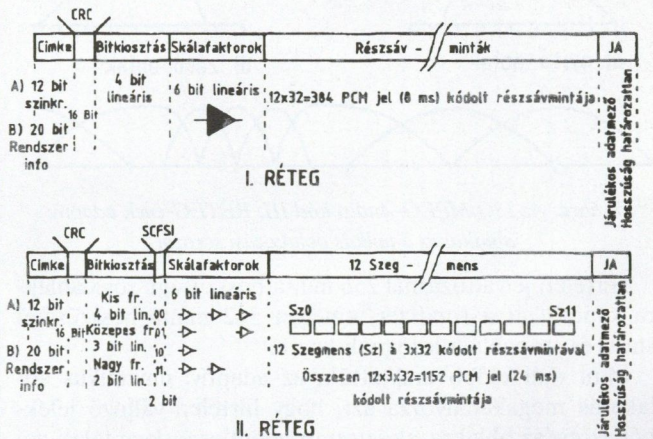 CRC
Cimke Bitkiosztás Skálafaktorok Részsáv - minták JA
A) 12 bit szinkr.
16 Bit
B) 20 bit Rendszer info
4 bit lineáris
6 bit lineáris
12x32=384 PCM jel (8 ms) kódolt részsávmintája
Járulékos adatmező
Hosszúság határozatlan
I. RÉTEG
CRC SCFSI
Cimke Bitkiosztás Skálafaktorok 12 Szeg - mens JA
A) 12 bit szinkr.
16 Bit
B) 20 bit Rendszer info
Kis fr.
4 bit lin.
Közepes fr.
3 bit lin.
Nagy fr.
2 bit lin.
00
01
10
11
2 bit
6 bit lineáris
Sz0 Sz11
12 Szegmens (Sz) à 3x32 kódolt részsávmintával
Összesen 12x3x32=1152 PCM jel (24 ms)
kódolt részsávmintája
Járulékos adatmező
Hosszúság határozatlan
II. RÉTEG